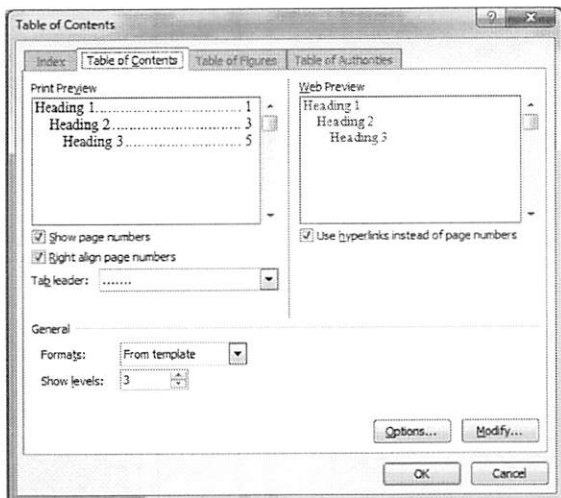 Table of Contents
Index
Table of Contents
Table of Figures
Table of Authorities
Print Preview
Heading 1.......................... 1
Heading 2.......................... 3
Heading 3.......................... 5
Show page numbers
Right align page numbers
Tab leader: .......
Web Preview
Heading 1
Heading 2
Heading 3
Use hyperlinks instead of page numbers
General
Formats: From template
Show levels: 3
Options... Modify...
OK Cancel